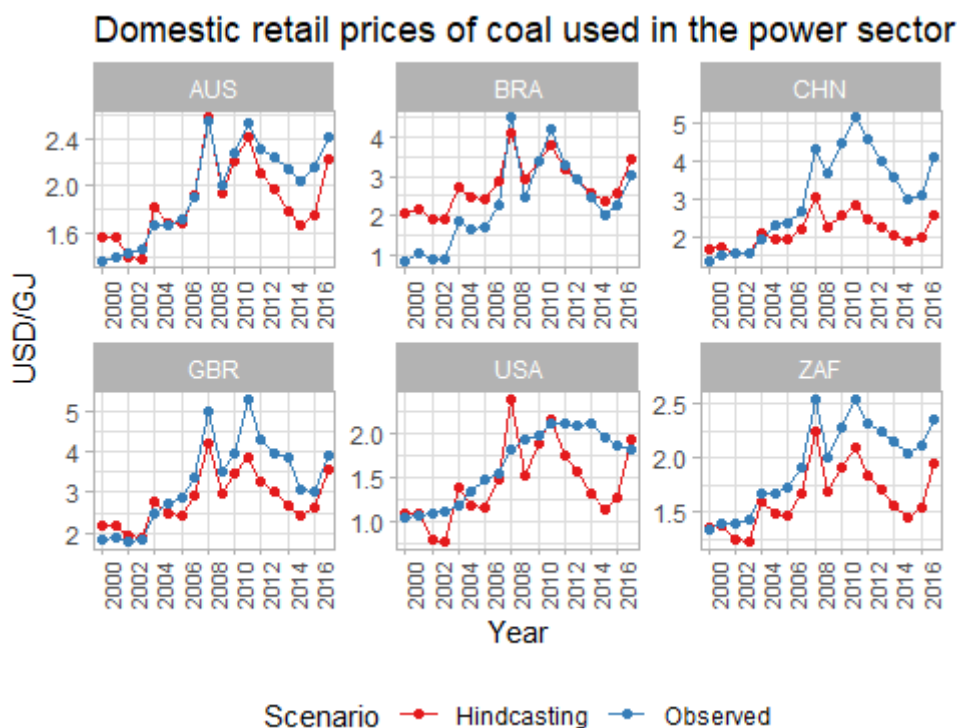 Domestic retail prices of coal used in the power sector
AUS BRA CHN
2.4
2.0
1.6
4
3
2
1
5
4
3
2
2000 2002 2004 2006 2008 2010 2012 2014 2016
2000 2002 2004 2006 2008 2010 2012 2014 2016
2000 2002 2004 2006 2008 2010 2012 2014 2016
USD/GJ
GBR USA ZAF
5
4
3
2
2.0
1.5
1.0
2.5
2.0
1.5
2000 2002 2004 2006 2008 2010 2012 2014 2016
2000 2002 2004 2006 2008 2010 2012 2014 2016
2000 2002 2004 2006 2008 2010 2012 2014 2016
Year
Scenario Hindcasting Observed